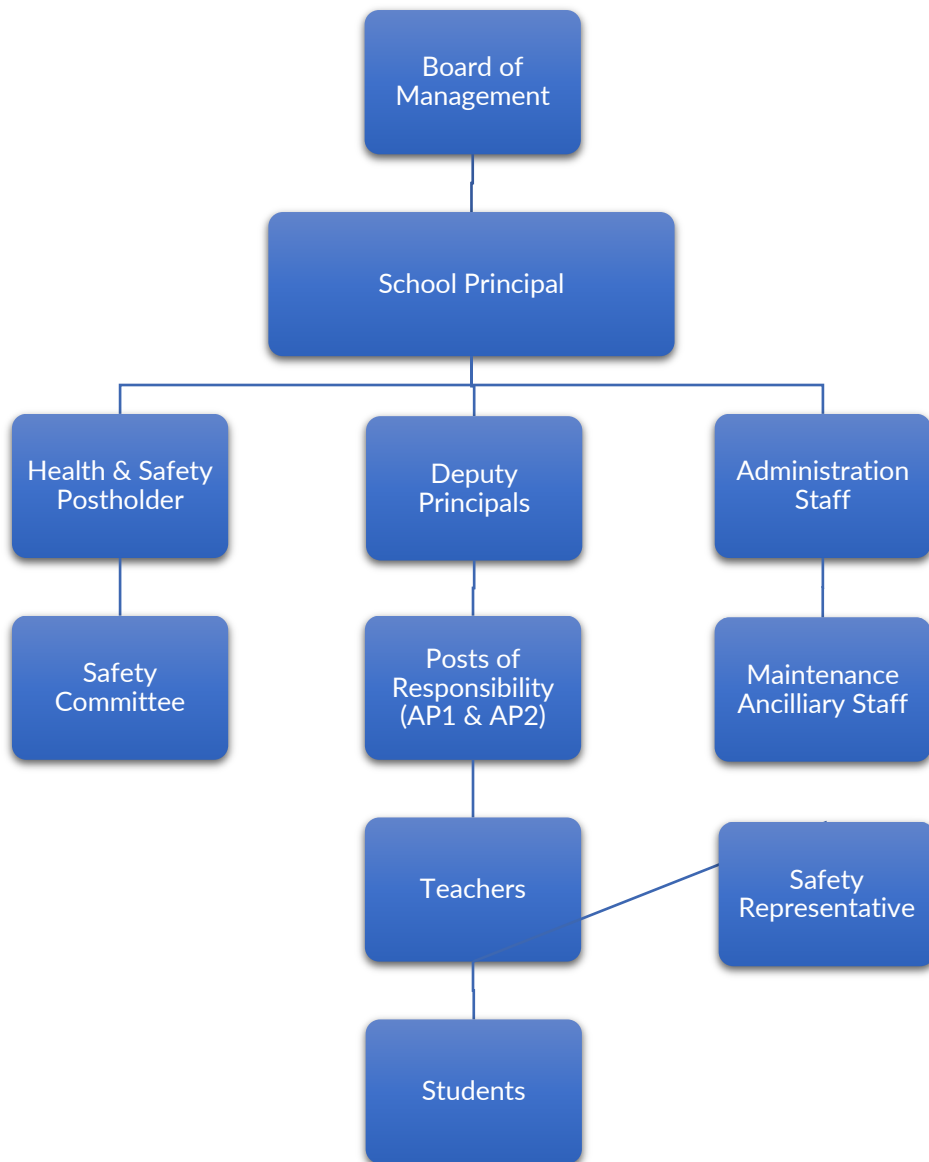 Board of
Management
School Principal
Health & Safety
Postholder
Deputy
Principals
Administration
Staff
Safety
Committee
Posts of
Responsibility
(AP1 & AP2)
Maintenance
Ancilliary Staff
Teachers
Safety
Representative
Students